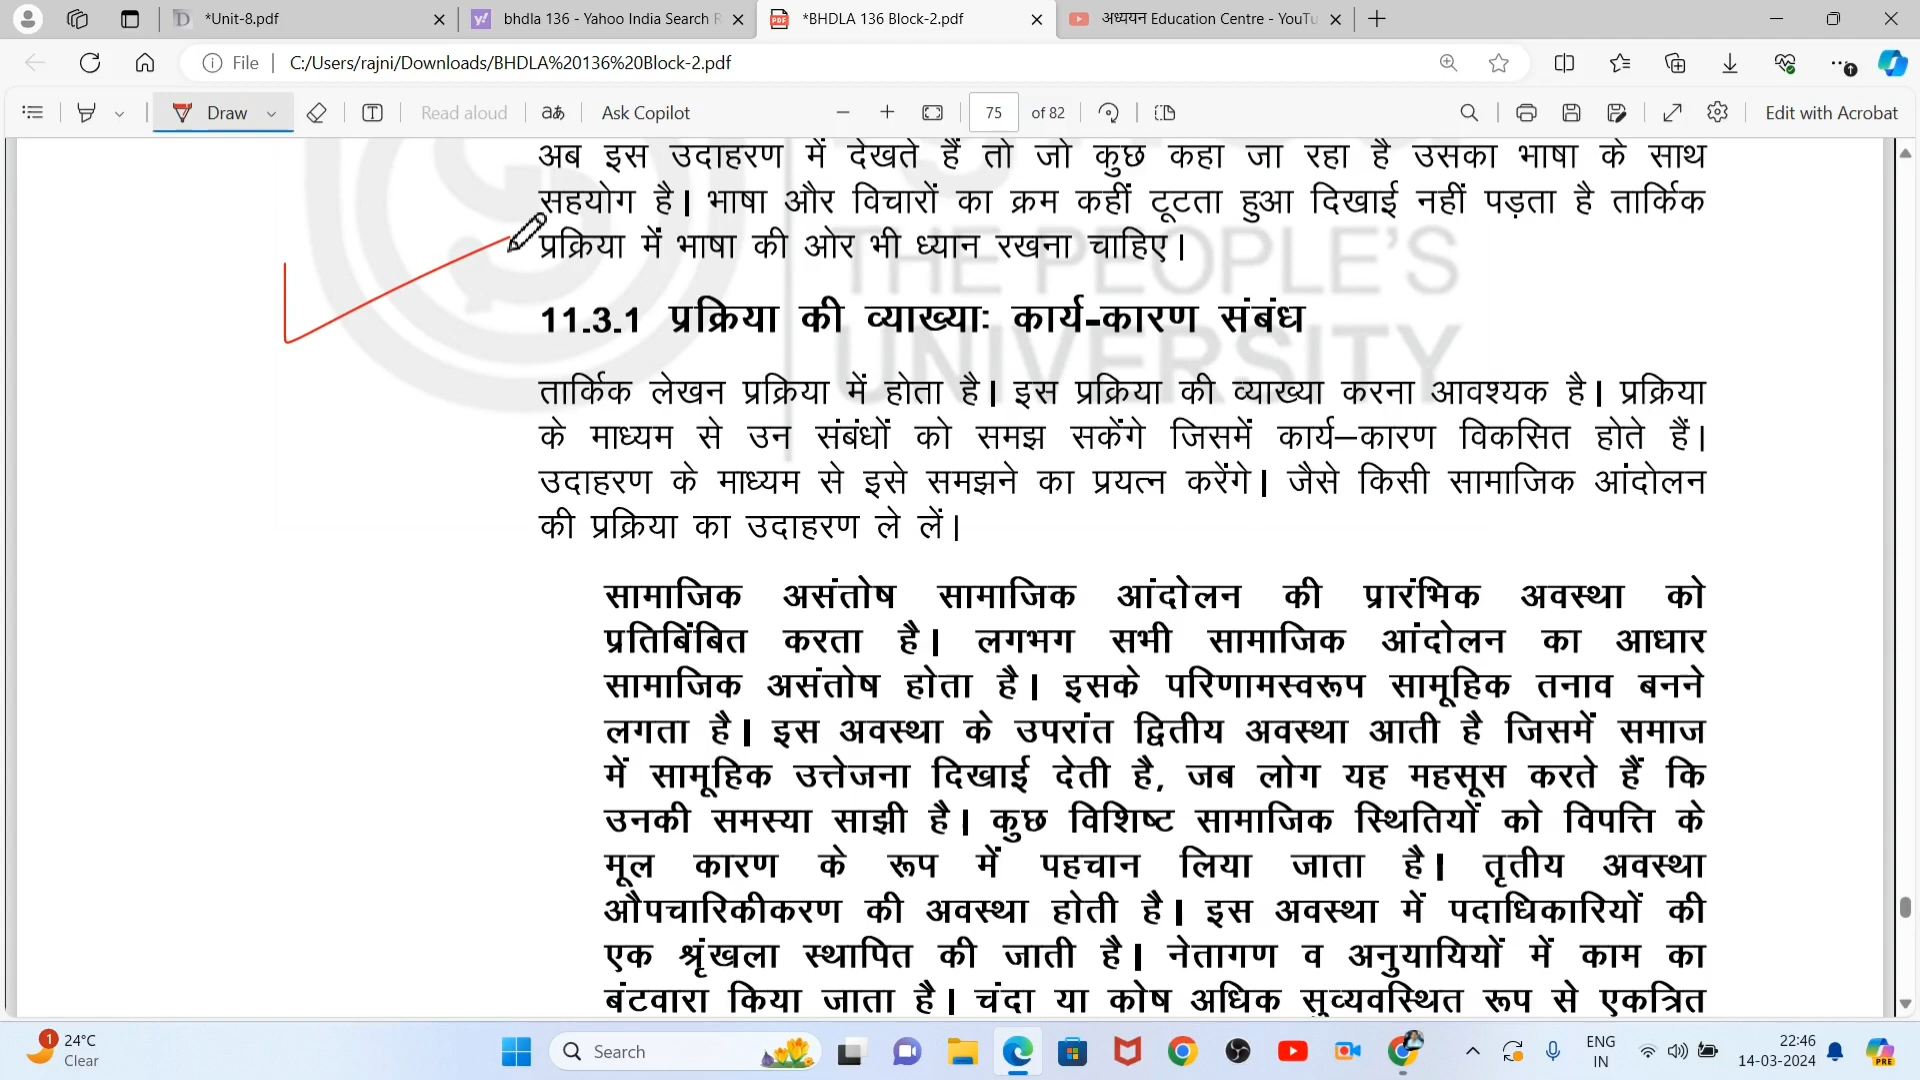 *Unit-8.pdf
bhdla 136 - Yahoo India Search R
*BHDLA 136 Block-2.pdf
अध्ययन Education Centre - YouTu
File
C:/Users/rajni/Downloads/BHDLA%20136%20Block-2.pdf
Draw
Read aloud
aあ
Ask Copilot
75
of 82
Edit with Acrobat
अब इस उदाहरण में देखते हैं तो जो कुछ कहा जा रहा है उसका भाषा के साथ
सहयोग है। भाषा और विचारों का क्रम कहीं टूटता हुआ दिखाई नहीं पड़ता है तार्किक
प्रक्रिया में भाषा की ओर भी ध्यान रखना चाहिए।
THE PEOPLE'S
UNIVERSITY
11.3.1 प्रक्रिया की व्याख्याः कार्य-कारण संबंध
तार्किक लेखन प्रक्रिया में होता है। इस प्रक्रिया की व्याख्या करना आवश्यक है। प्रक्रिया
के माध्यम से उन संबंधों को समझ सकेंगे जिसमें कार्य–कारण विकसित होते हैं।
उदाहरण के माध्यम से इसे समझने का प्रयत्न करेंगे। जैसे किसी सामाजिक आंदोलन
की प्रक्रिया का उदाहरण ले लें।
सामाजिक असंतोष सामाजिक आंदोलन की प्रारंभिक अवस्था को
प्रतिबिंबित करता है। लगभग सभी सामाजिक आंदोलन का आधार
सामाजिक असंतोष होता है। इसके परिणामस्वरूप सामूहिक तनाव बनने
लगता है। इस अवस्था के उपरांत द्वितीय अवस्था आती है जिसमें समाज
में सामूहिक उत्तेजना दिखाई देती है, जब लोग यह महसूस करते हैं कि
उनकी समस्या साझी है। कुछ विशिष्ट सामाजिक स्थितियों को विपत्ति के
मूल कारण के रूप में पहचान लिया जाता है। तृतीय अवस्था
औपचारिकीकरण की अवस्था होती है। इस अवस्था में पदाधिकारियों की
एक श्रृंखला स्थापित की जाती है। नेतागण व अनुयायियों में काम का
बंटवारा किया जाता है। चंदा या कोष अधिक सुव्यवस्थित रूप से एकत्रित
1
24°C
Clear
Search
ENG
IN
22:46
14-03-2024
PRE